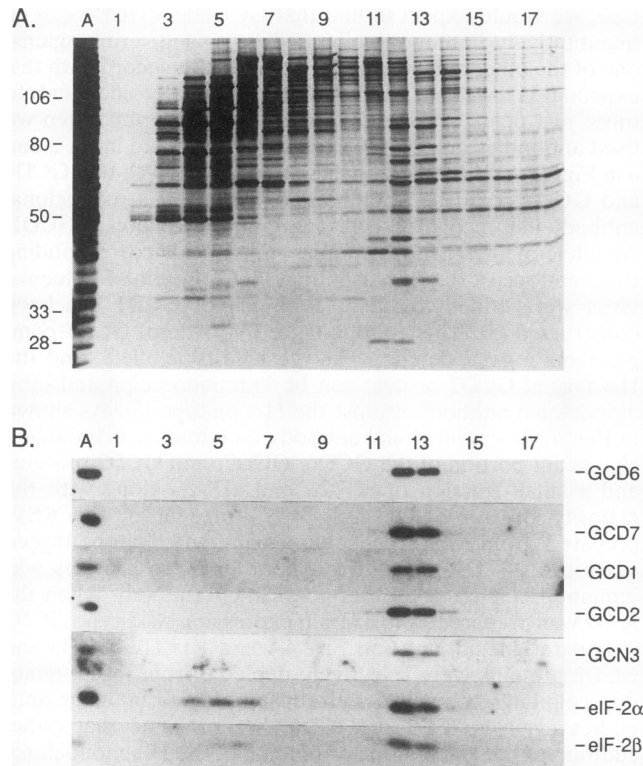 A.
A 1 3 5 7 9 11 13 15 17
106
80
50
33
28
B.
A 1 3 5 7 9 11 13 15 17
GCD6
GCD7
GCD1
GCD2
GCN3
eIF-2α
eIF-2β